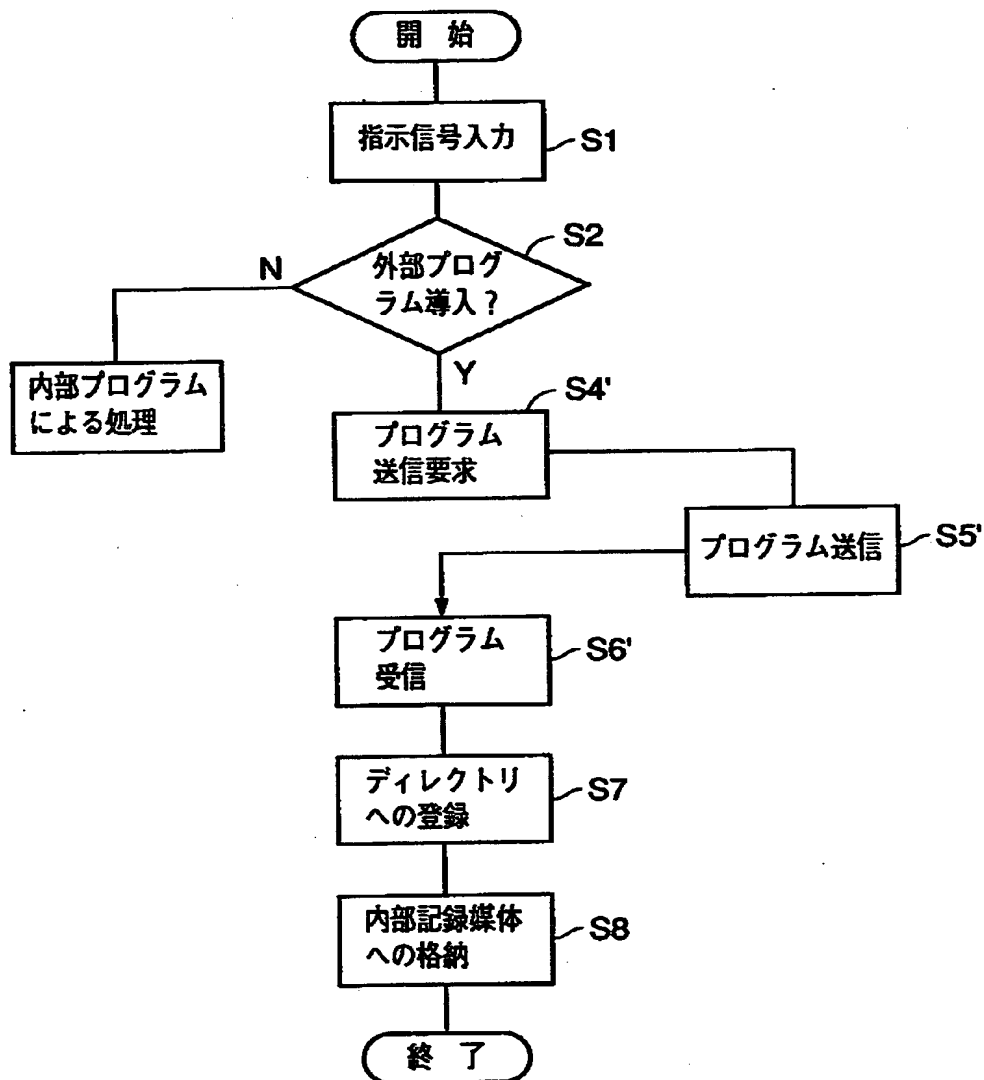 開 始
指示信号入力
S1
S2
外部プログ
ラム導入?
N
Y
内部プログラム
による処理
S4'
プログラム
送信要求
プログラム送信
S5'
プログラム
受信
S6'
ディレクトリ
への登録
S7
内部記録媒体
への格納
S8
終 了